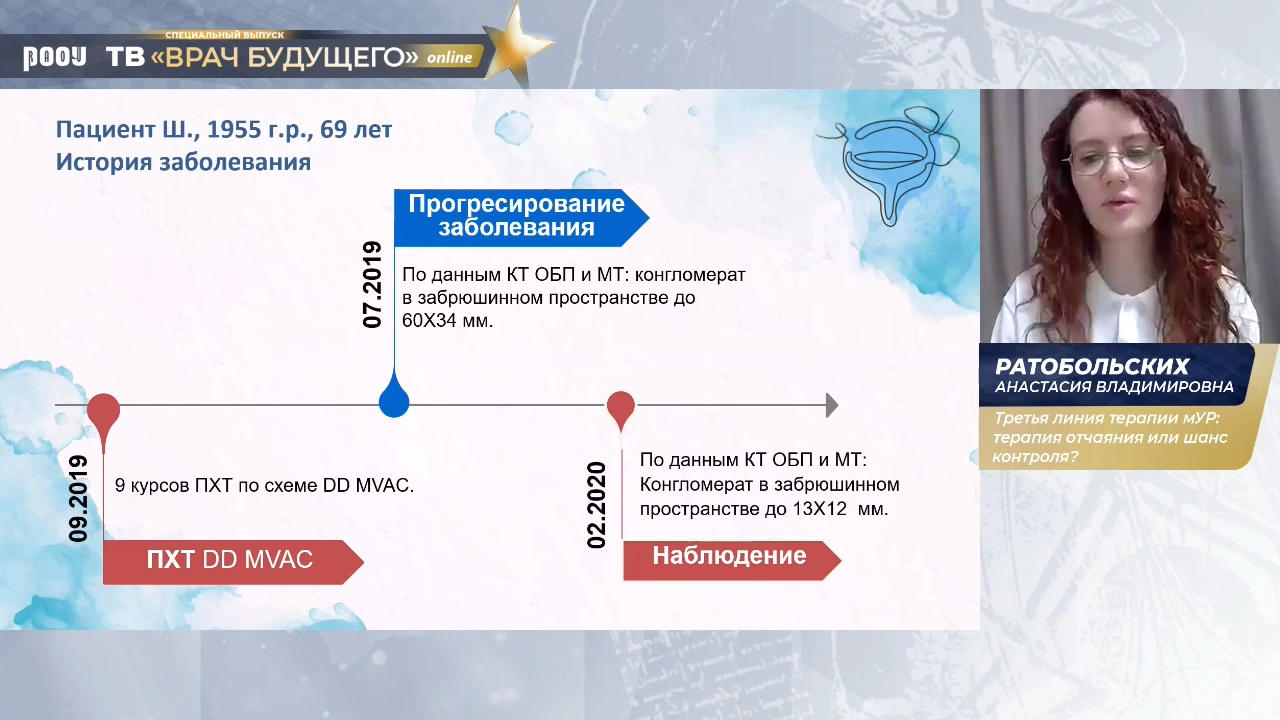 СПЕЦИАЛЬНЫЙ ВЫПУСК
РООУ ТВ «ВРАЧ БУДУЩЕГО» online
Пациент Ш., 1955 г.р., 69 лет
История заболевания
Прогресирование
заболевания
07.2019
По данным КТ ОБП и МТ: конгломерат
в забрюшинном пространстве до
60Х34 мм.
09.2019
9 курсов ПХТ по схеме DD MVAC.
ПХТ DD MVAC
02.2020
По данным КТ ОБП и МТ:
Конгломерат в забрюшинном
пространстве до 13Х12 мм.
Наблюдение
РАТОБОЛЬСКИХ
АНАСТАСИЯ ВЛАДИМИРОВНА
Третья линия терапии мУР:
терапия отчаяния или шанс
контроля?